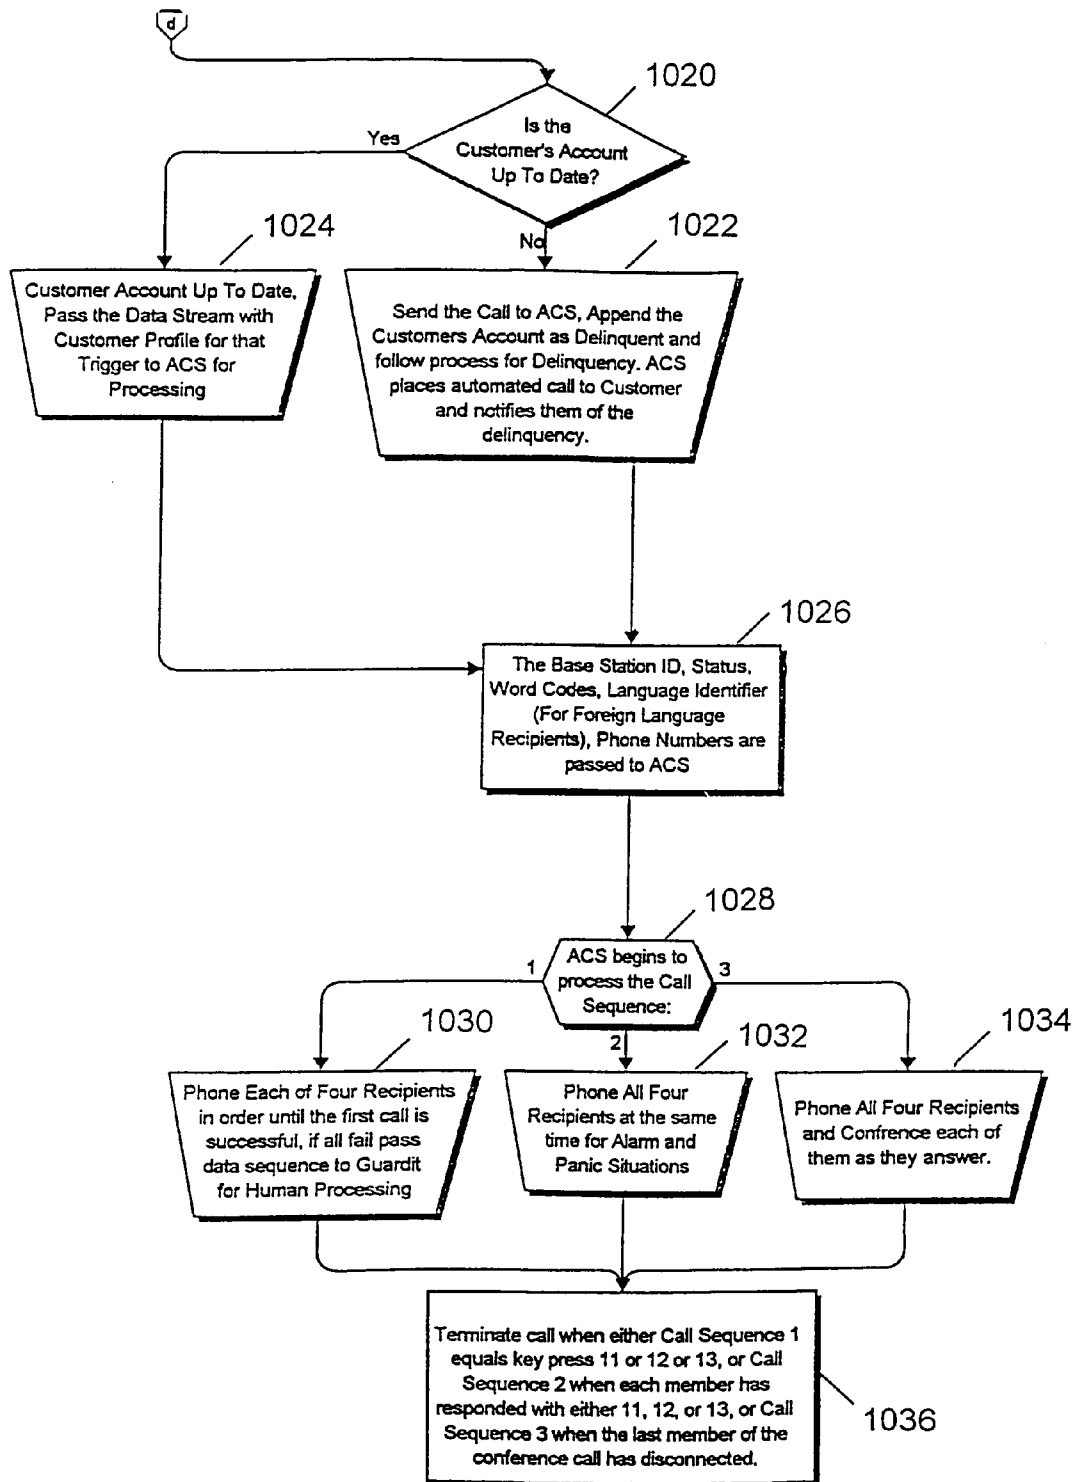 d
1020
Is the
Customer's Account
Up To Date?
Yes
No
1024
1022
Customer Account Up To Date,
Pass the Data Stream with
Customer Profile for that
Trigger to ACS for
Processing
Send the Call to ACS, Append the
Customers Account as Delinquent and
follow process for Delinquency. ACS
places automated call to Customer
and notifies them of the
delinquency.
1026
The Base Station ID, Status,
Word Codes, Language Identifier
(For Foreign Language
Recipients), Phone Numbers are
passed to ACS
1028
ACS begins to
process the Call
Sequence:
1
2
3
1030
1032
1034
Phone Each of Four Recipients
in order until the first call is
successful, if all fail pass
data sequence to Guardit
for Human Processing
Phone All Four
Recipients at the same
time for Alarm and
Panic Situations
Phone All Four Recipients
and Confrence each of
them as they answer.
Terminate call when either Call Sequence 1
equals key press 11 or 12 or 13, or Call
Sequence 2 when each member has
responded with either 11, 12, or 13, or Call
Sequence 3 when the last member of the
conference call has disconnected.
1036